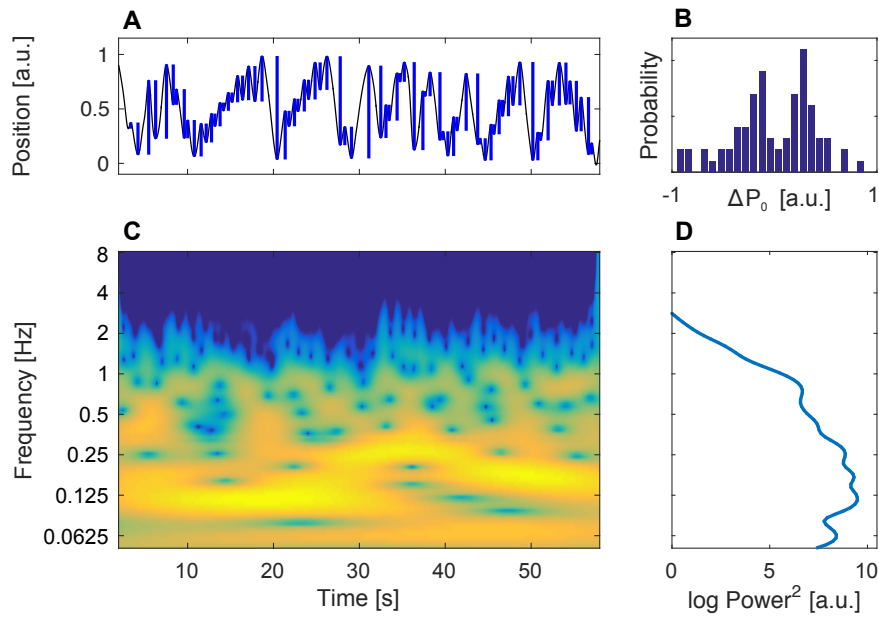 A
Position [a.u.]
1
0.5
0
B
Probability
-1
ΔP₀ [a.u.]
1
C
Frequency [Hz]
8
4
2
1
0.5
0.25
0.125
0.0625
10
20
30
40
50
Time [s]
D
0
5
10
log Power² [a.u.]